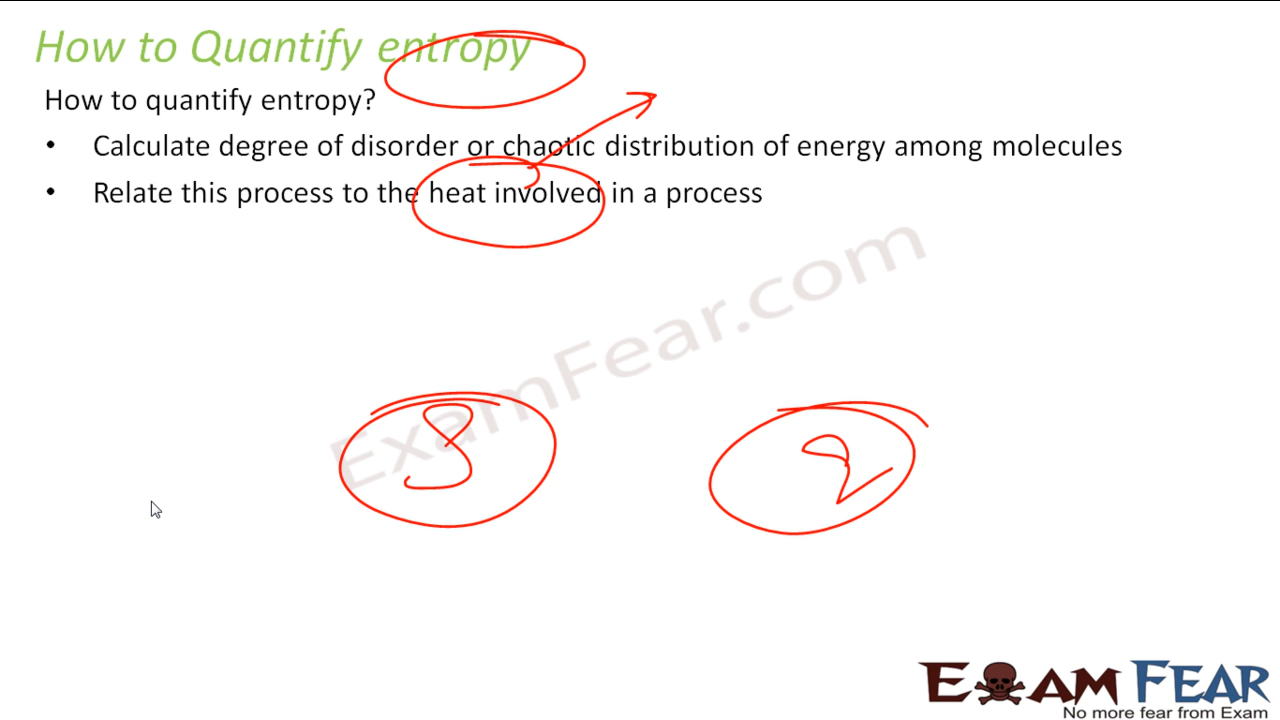 How to Quantify entropy
How to quantify entropy?
• Calculate degree of disorder or chaotic distribution of energy among molecules
• Relate this process to the heat involved in a process
ExamFear.com
S
q
EXAM FEAR
No more fear from Exam